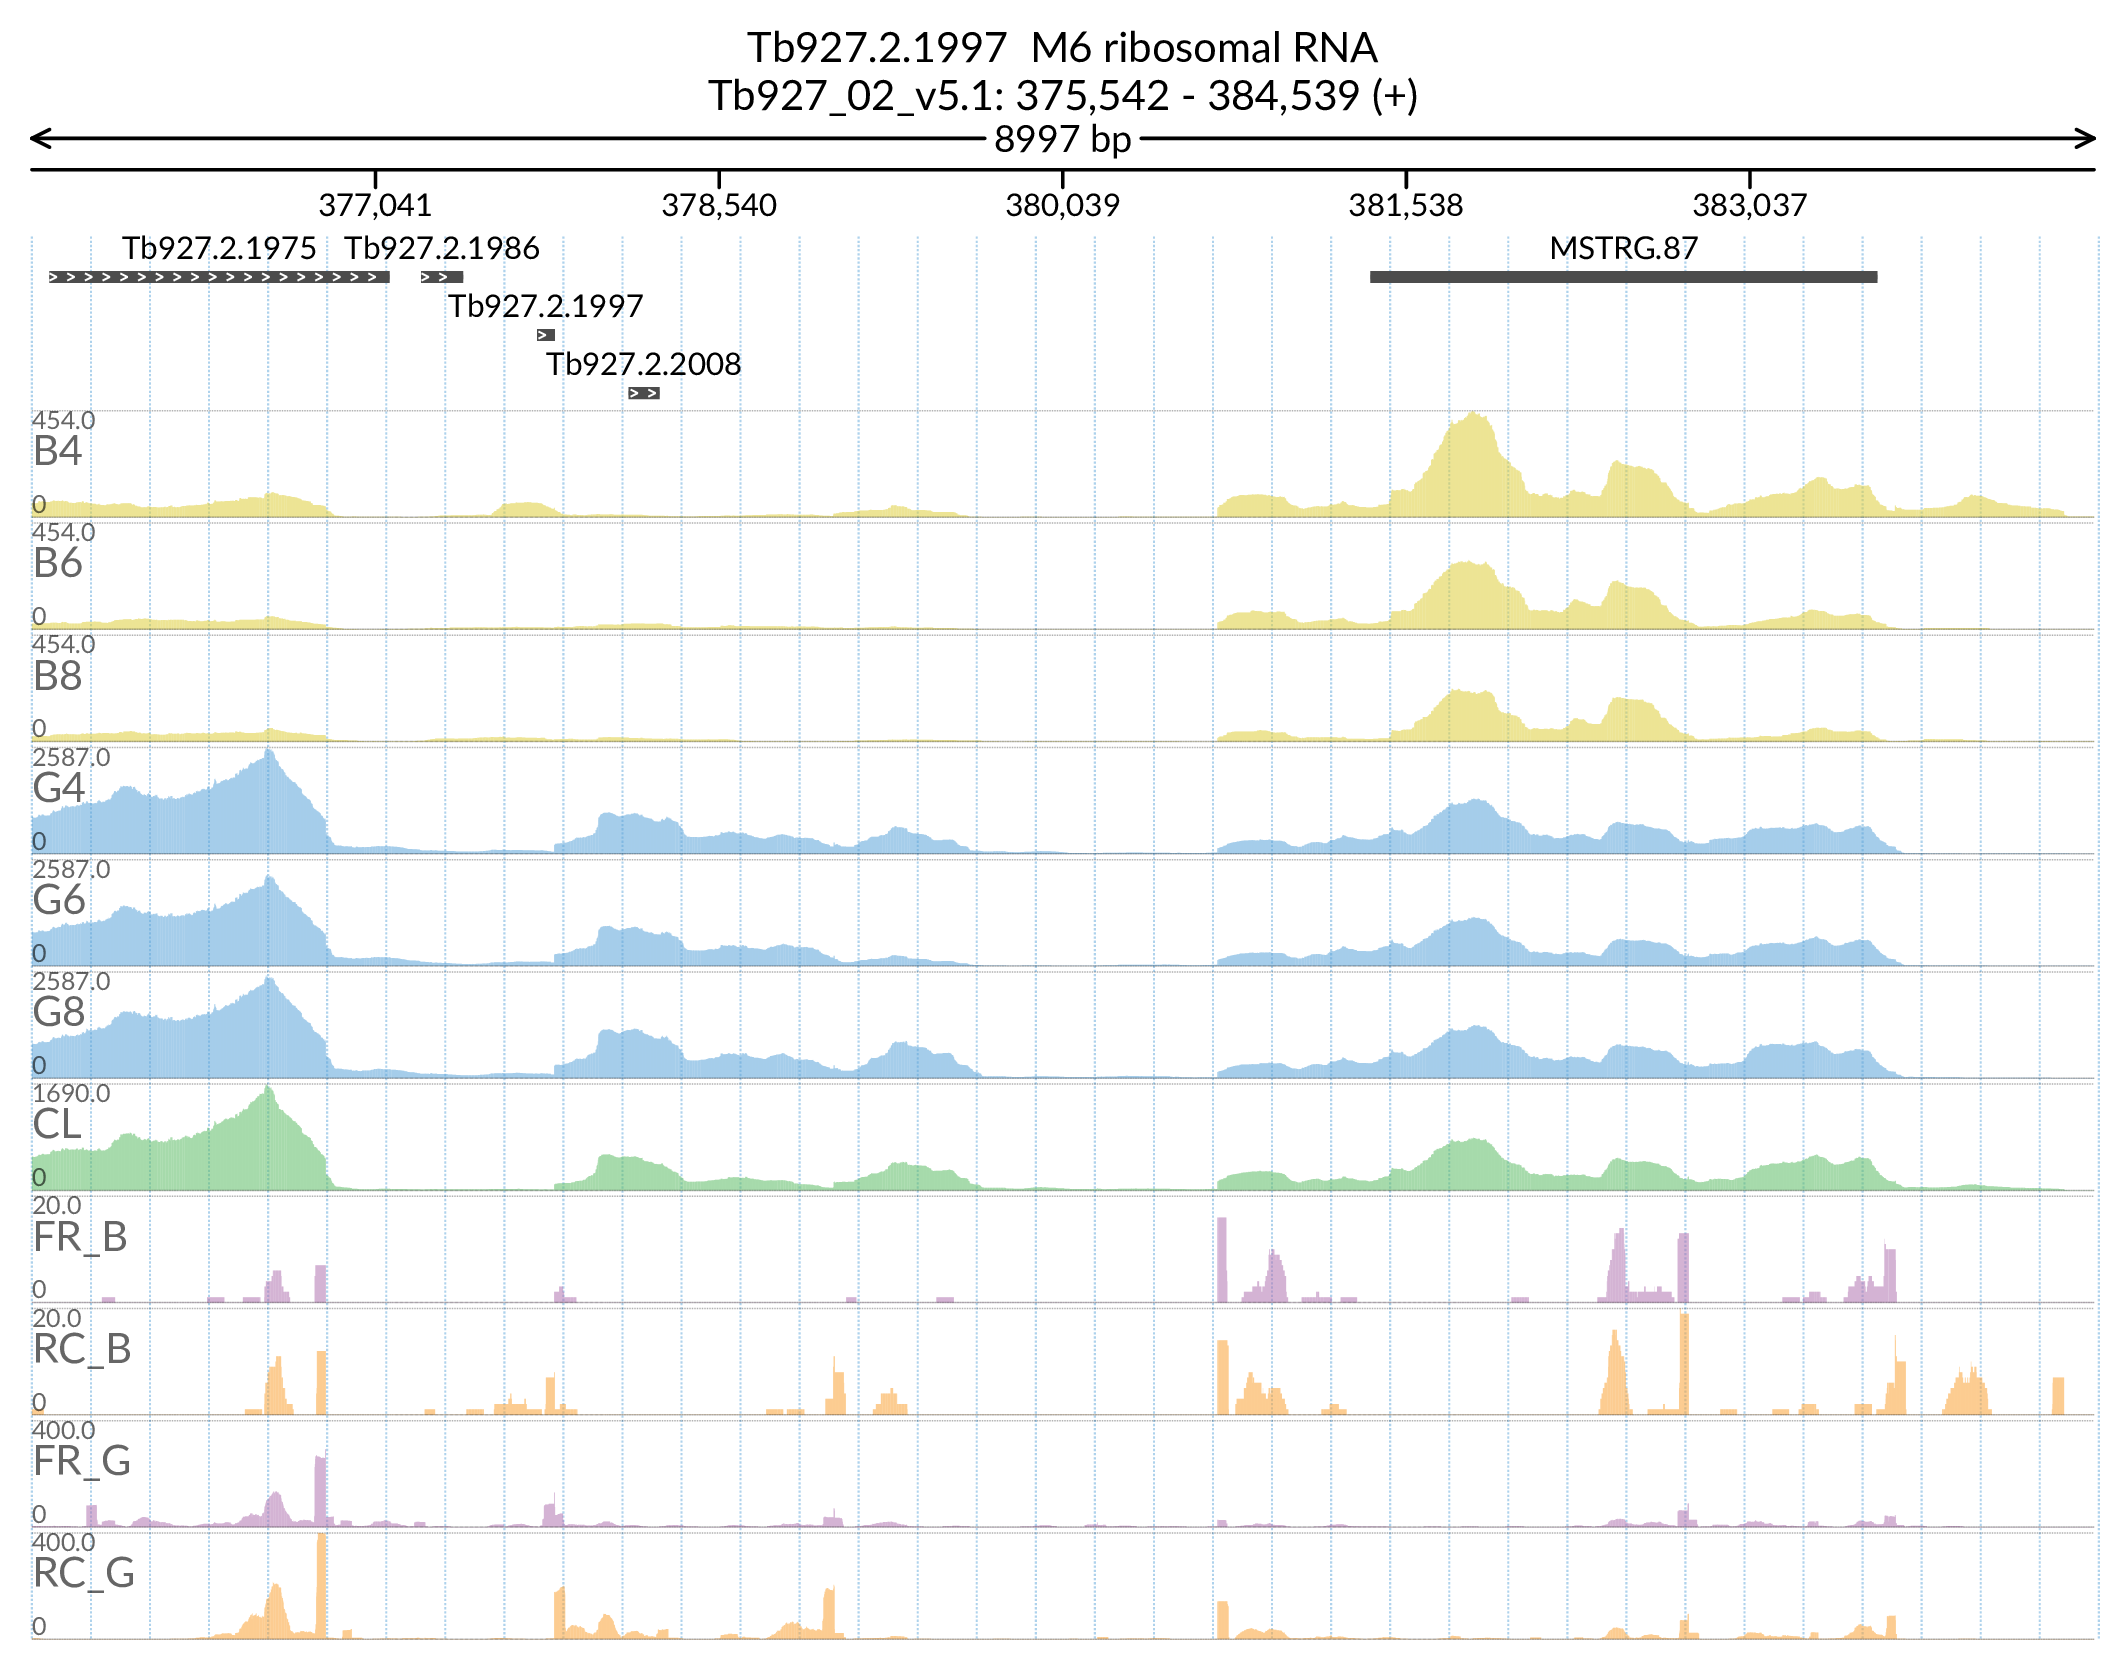 Tb927.2.1997  M6 ribosomal RNA
Tb927_02_v5.1: 375,542 - 384,539 (+)
8997 bp
377,041 378,540 380,039 381,538 383,037
Tb927.2.1975 Tb927.2.1986 MSTRG.87
Tb927.2.1997
Tb927.2.2008
454.0
B4
0
454.0
B6
0
454.0
B8
0
2587.0
G4
0
2587.0
G6
0
2587.0
G8
0
1690.0
CL
0
20.0
FR_B
0
20.0
RC_B
0
400.0
FR_G
0
400.0
RC_G
0